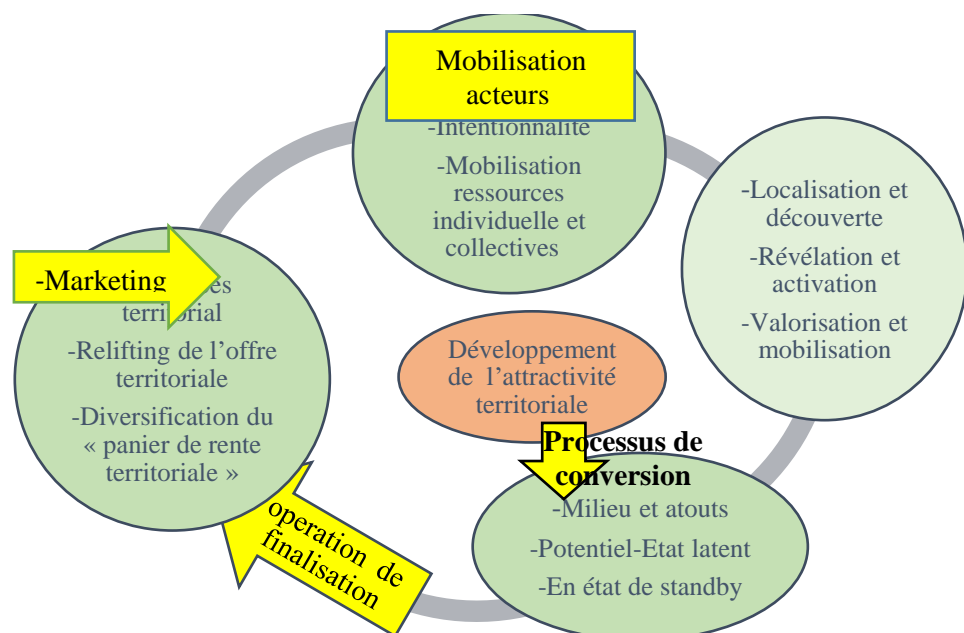 Mobilisation
acteurs
-Intentionnalité
-Mobilisation
ressources
individuelle et
collectives
-Localisation et
découverte
-Révélation et
activation
-Valorisation et
mobilisation
-Marketing
territorial
-Relifting de l’offre
territoriale
-Diversification du
« panier de rente
territoriale »
Développement
de l’attractivité
territoriale
Processus de
conversion
-Milieu et atouts
-Potentiel-Etat latent
-En état de standby
operation de
finalisation